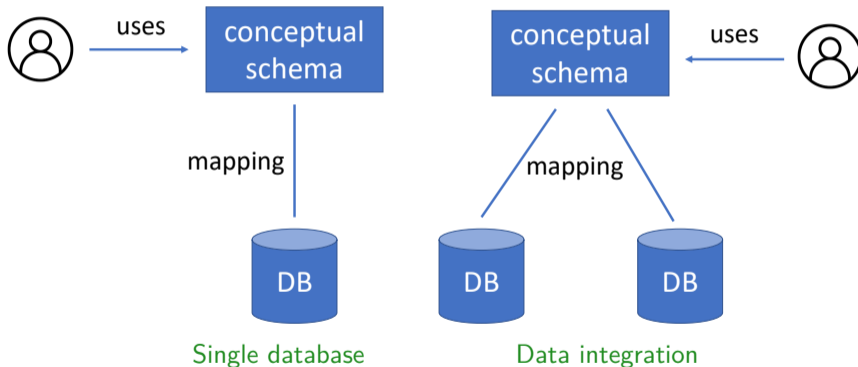 uses
conceptual
schema
mapping
DB
Single database
conceptual
schema
uses
mapping
DB
DB
Data integration